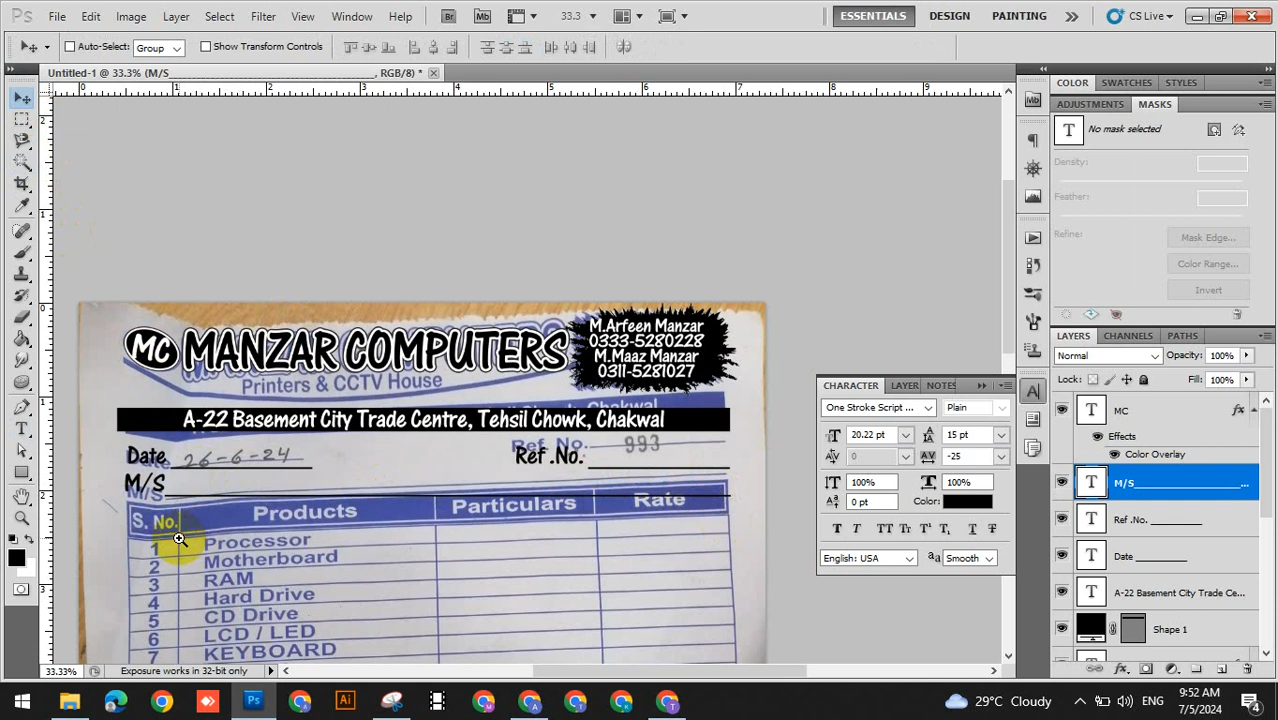 Ps File Edit Image Layer Select Filter View Window Help Br Mb 33.3 ESSENTIALS DESIGN PAINTING CS Live
Auto-Select: Group Show Transform Controls
Untitled-1 @ 33.3% (M/S________________________________________, RGB/8) *
COLOR SWATCHES STYLES
ADJUSTMENTS MASKS
No mask selected
Density:
Feather:
Refine: Mask Edge...
Color Range...
Invert
LAYERS CHANNELS PATHS
Normal Opacity: 100%
Lock: Fill: 100%
MC fx
Effects
Color Overlay
M/S________________________...
Ref .No. __________
Date __________
A-22 Basement City Trade Ce...
Shape 1
CHARACTER LAYER NOTES
One Stroke Script ... Plain
20.22 pt 15 pt
0 -25
100% 100%
0 pt Color:
English: USA Smooth
MC MANZAR COMPUTERS
Printers & CCTV House
M.Arfeen Manzar
0333-5280228
M.Maaz Manzar
0311-5281027
A-22 Basement City Trade Centre, Tehsil Chowk, Chakwal
Date 26-6-24 Ref .No. 993
M/S
S. No. Products Particulars Rate
1 Processor
2 Motherboard
3 RAM
4 Hard Drive
5 CD Drive
6 LCD / LED
7 KEYBOARD
33.33% Exposure works in 32-bit only
29°C Cloudy ENG 9:52 AM
7/5/2024